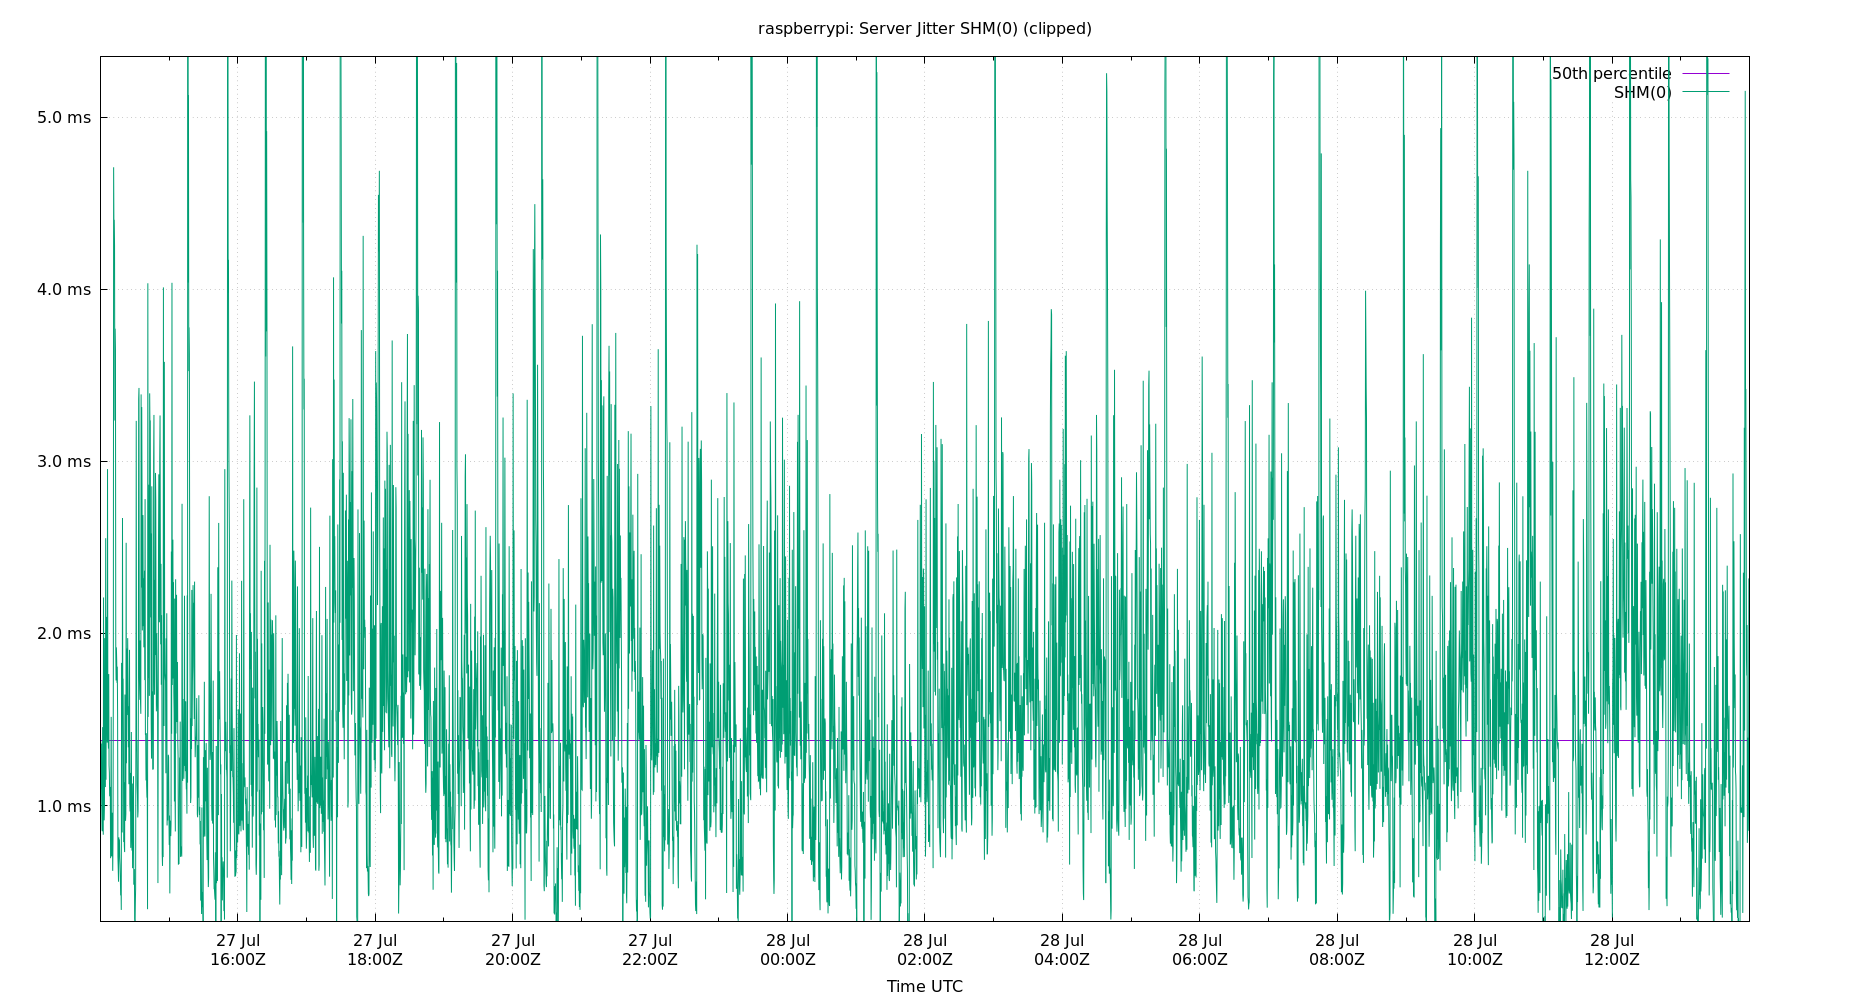 raspberrypi: Server Jitter SHM(0) (clipped)
50th percentile
SHM(0)
5.0 ms
4.0 ms
3.0 ms
2.0 ms
1.0 ms
27 Jul
16:00Z
27 Jul
18:00Z
27 Jul
20:00Z
27 Jul
22:00Z
28 Jul
00:00Z
28 Jul
02:00Z
28 Jul
04:00Z
28 Jul
06:00Z
28 Jul
08:00Z
28 Jul
10:00Z
28 Jul
12:00Z
Time UTC